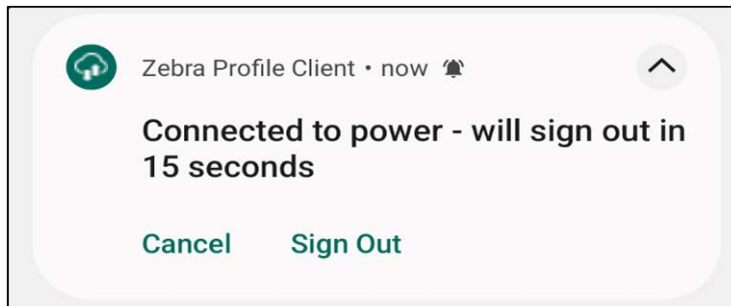 Zebra Profile Client • now
Connected to power - will sign out in
15 seconds
Cancel Sign Out